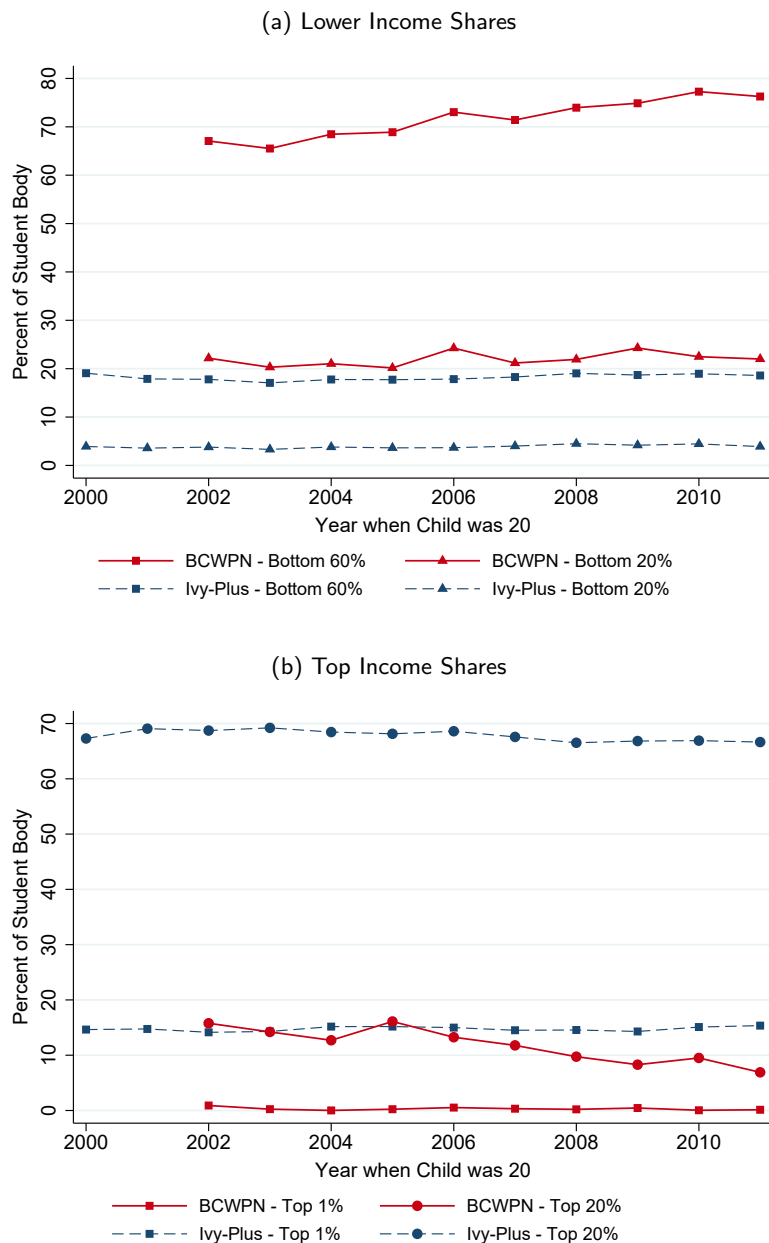 (a) Lower Income Shares
80
70
60
50
40
30
20
10
0
Percent of Student Body
2000 2002 2004 2006 2008 2010
Year when Child was 20
BCWPN - Bottom 60% BCWPN - Bottom 20%
Ivy-Plus - Bottom 60% Ivy-Plus - Bottom 20%
(b) Top Income Shares
70
60
50
40
30
20
10
0
Percent of Student Body
2000 2002 2004 2006 2008 2010
Year when Child was 20
BCWPN - Top 1% BCWPN - Top 20%
Ivy-Plus - Top 1% Ivy-Plus - Top 20%